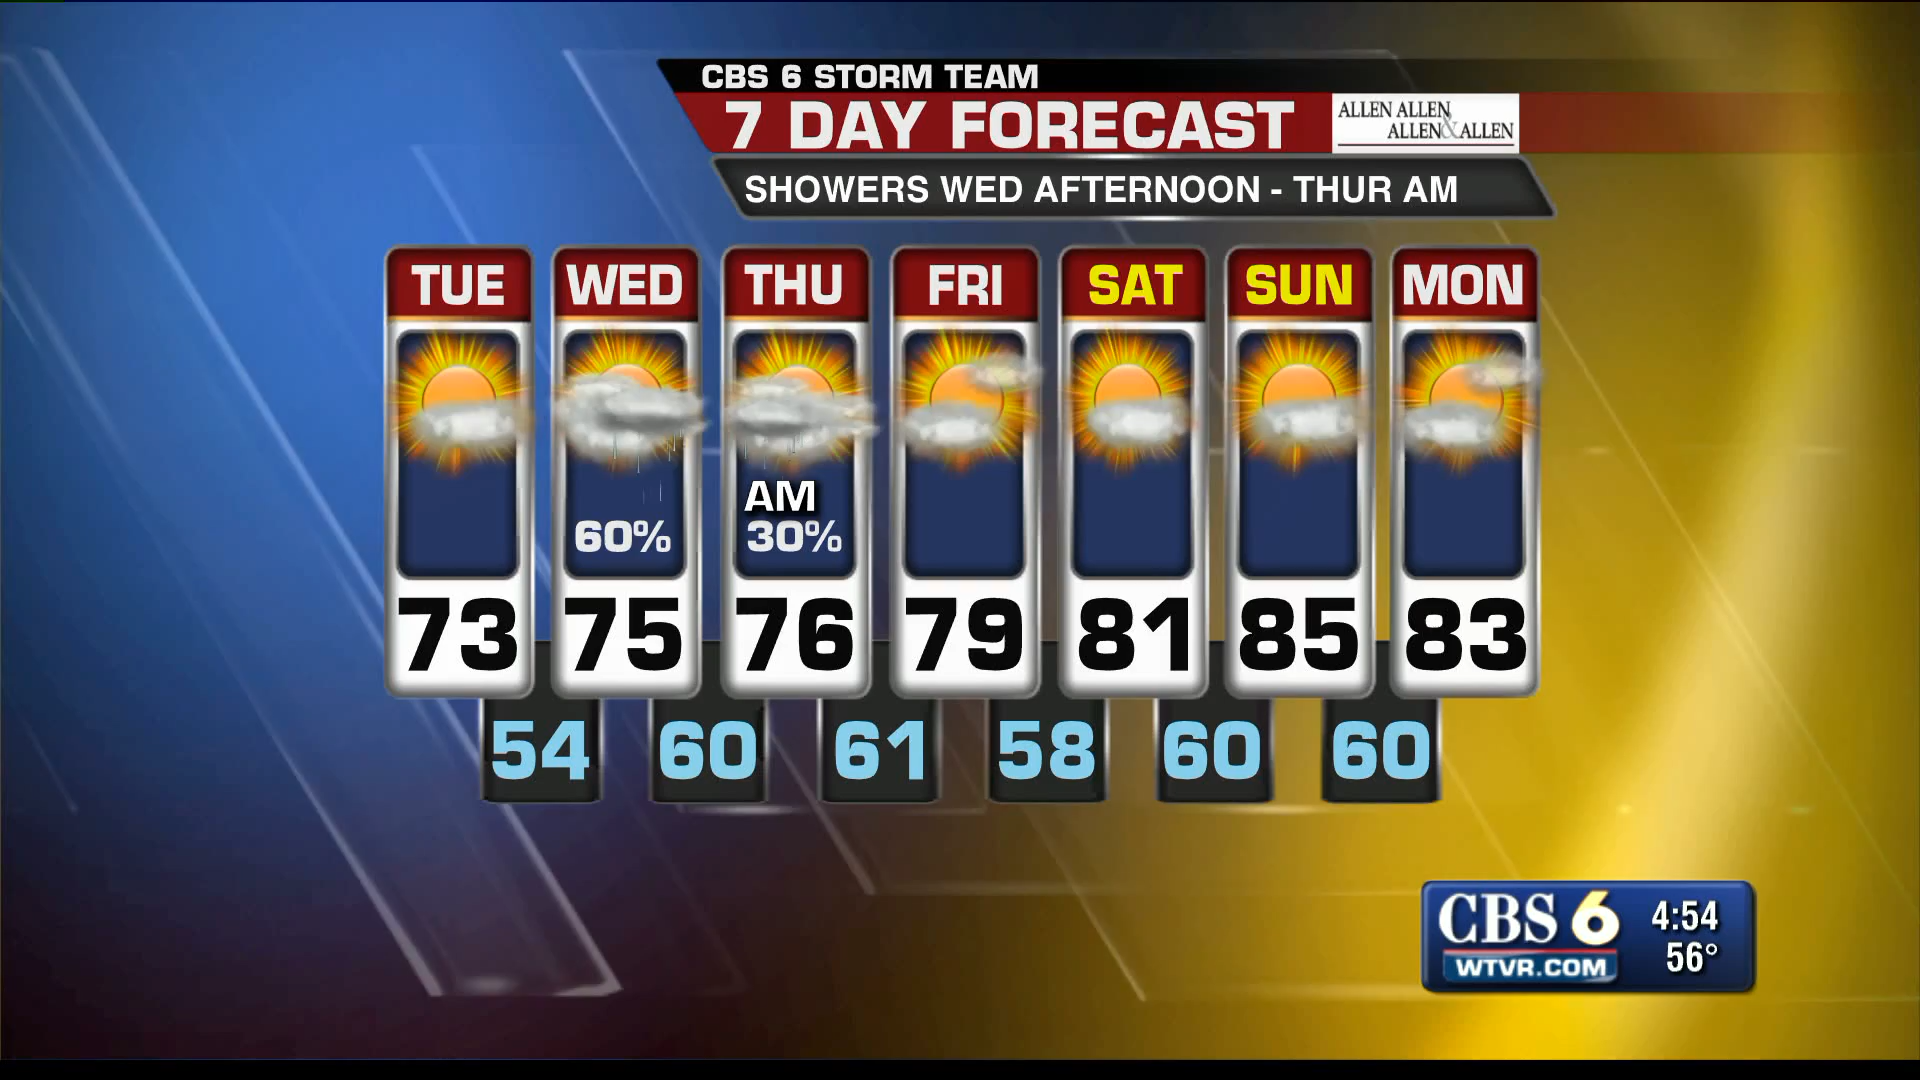 CBS 6 STORM TEAM
7 DAY FORECAST
ALLEN ALLEN
ALLEN&ALLEN
SHOWERS WED AFTERNOON - THUR AM
TUE WED THU FRI SAT SUN MON
AM
60% 30%
73 75 76 79 81 85 83
54 60 61 58 60 60
CBS 6 4:54
WTVR.COM 56°